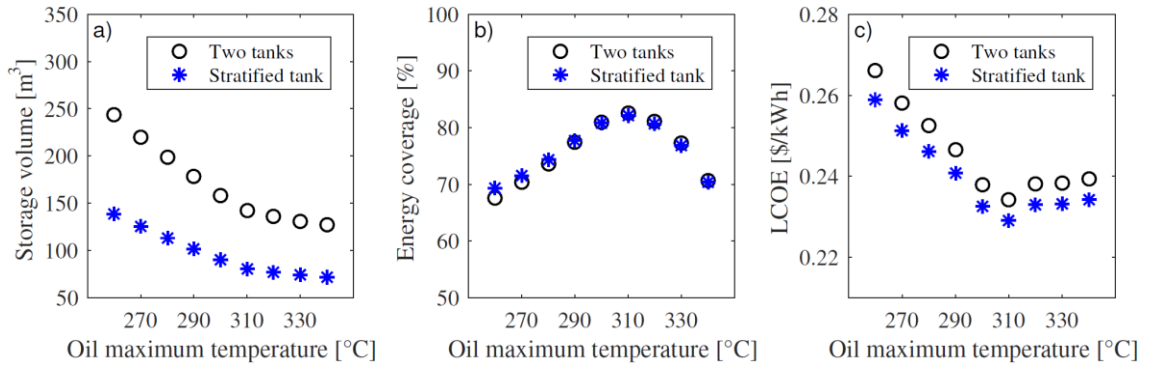 a)
Two tanks
Stratified tank
Storage volume [m³]
350
300
250
200
150
100
50
270 290 310 330
Oil maximum temperature [°C]
b)
Two tanks
Stratified tank
Energy coverage [%]
100
90
80
70
60
50
270 290 310 330
Oil maximum temperature [°C]
c)
Two tanks
Stratified tank
LCOE [$/kWh]
0.28
0.26
0.24
0.22
270 290 310 330
Oil maximum temperature [°C]